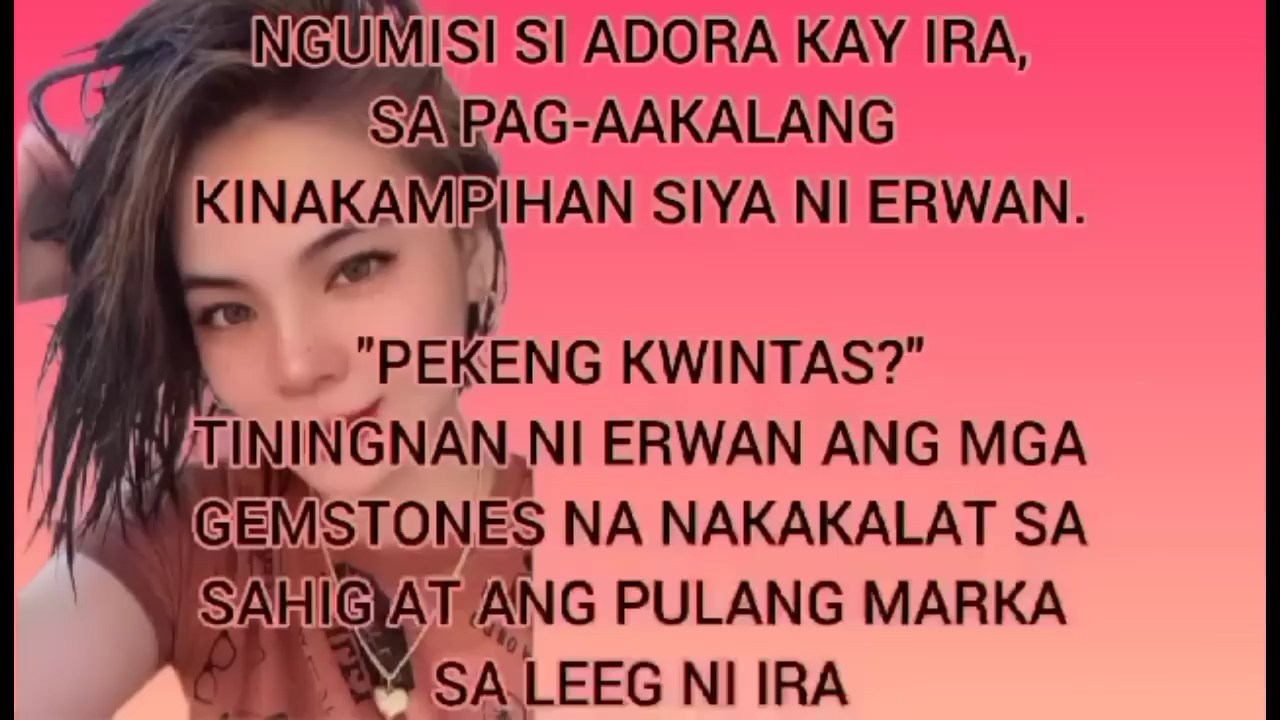 NGUMISI SI ADORA KAY IRA,
SA PAG-AAKALANG
KINAKAMPIHAN SIYA NI ERWAN.
"PEKENG KWINTAS?"
TININGNAN NI ERWAN ANG MGA
GEMSTONES NA NAKAKALAT SA
SAHIG AT ANG PULANG MARKA
SA LEEG NI IRA